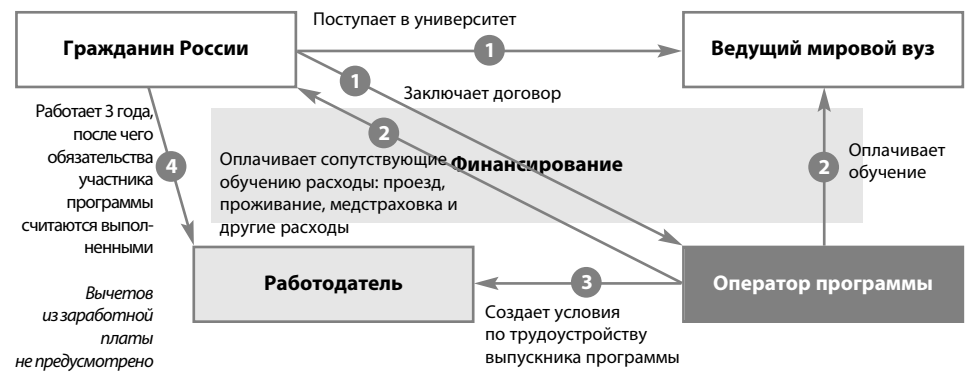 Поступает в университет
Гражданин России
1
Ведущий мировой вуз
1
Заключает договор
Работает 3 года,
после чего
обязательства
участника
программы
считаются выпол-
ненными
4
2
Финансирование
Оплачивает сопутствующие
обучению расходы: проезд,
проживание, медстраховка и
другие расходы
2
Оплачивает
обучение
Работодатель
3
Оператор программы
Вычетов
из заработной
платы
не предусмотрено
Создает условия
по трудоустройству
выпускника программы